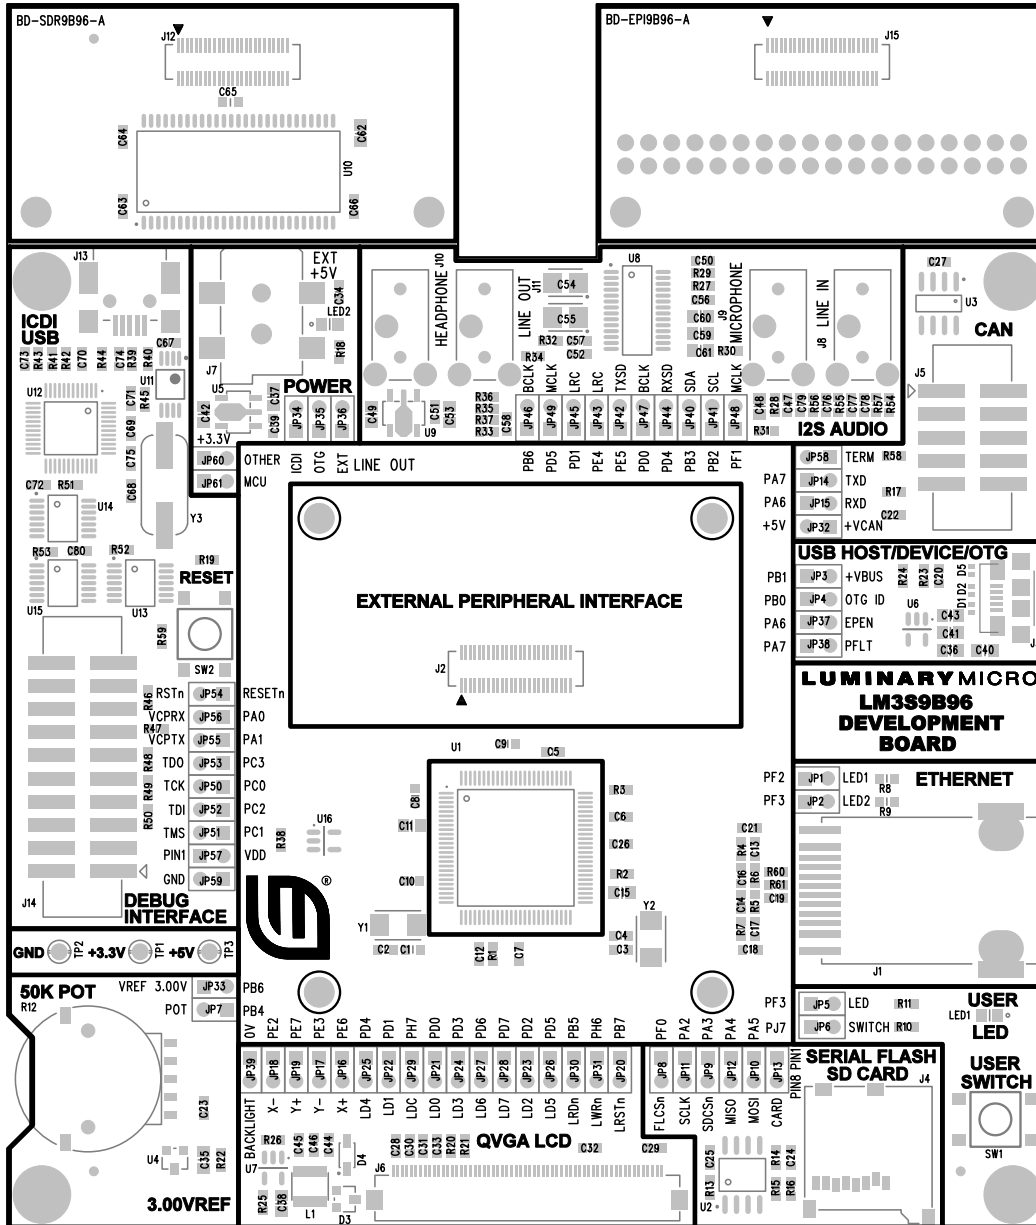 BD-SDR9B96-A
J12
C65
C64
C62
U10
C63
C66
BD-EPI9B96-A
J15
J13
ICDI
USB
C73
R43
R41
R42
C70
R44
C74
R39
R40
C67
U12
U11
C71
R45
C69
C75
C68
C72
R51
U14
Y3
R53
C80
R52
U15
U13
R19
RESET
R59
SW2
EXT
+5V
C34
LED2
R18
J7
U5
C42
C37
C39
POWER
JP34
JP35
JP36
ICDI
OTG
EXT
+3.3V
JP60
OTHER
JP61
MCU
HEADPHONE
J10
C49
U9
C51
C53
LINE OUT
J11
C54
C55
R32
C57
C52
R34
R36
R35
R37
R33
C58
U8
C50
R29
R27
C56
C60
C59
C61
R30
J9
MICROPHONE
J8
LINE IN
BCLK
MCLK
LRC
LRC
TXSD
BCLK
RXSD
SDA
SCL
MCLK
JP46
JP49
JP45
JP43
JP42
JP47
JP44
JP40
JP41
JP48
LINE OUT
PB6
PD5
PD1
PE4
PE5
PD0
PD4
PB3
PB2
PF1
C48
R28
C47
C79
R56
C76
R55
C77
C78
R57
R54
R31
I2S AUDIO
C27
U3
CAN
J5
JP58
TERM
R58
PA7
JP14
TXD
PA6
JP15
RXD
R17
+5V
JP32
+VCAN
C22
USB HOST/DEVICE/OTG
PB1
JP3
+VBUS
PB0
JP4
OTG ID
PA6
JP37
EPEN
PA7
JP38
PFLT
R24
R23
C20
D5
D1
D2
U6
C43
C41
C36
C40
EXTERNAL PERIPHERAL INTERFACE
J2
LUMINARYMICRO
LM3S9B96
DEVELOPMENT
BOARD
RSTn
JP54
RESETn
VCPRX
JP56
PA0
VCPTX
JP55
PA1
TDO
JP53
PC3
TCK
JP50
PC0
TDI
JP52
PC2
TMS
JP51
PC1
PIN1
JP57
VDD
GND
JP59
R46
R47
R48
R49
R50
J14
DEBUG
INTERFACE
U1
C9
C5
C8
R3
C11
C6
C26
C10
R2
C15
U16
R38
®
Y1
C2
C1
C12
R1
C7
C4
C3
Y2
PF2
JP1
LED1
R8
PF3
JP2
LED2
R9
ETHERNET
C21
R4
C13
C16
R6
R60
R61
C19
C14
R5
R7
C17
C18
J1
GND
TP2
+3.3V
TP1
+5V
TP3
50K POT
R12
VREF 3.00V
JP33
PB6
POT
JP7
PB4
C23
U4
C35
R22
3.00VREF
0V
PE2
PE7
PE3
PE6
PD4
PD1
PH7
PD0
PD3
PD6
PD7
PD2
PD5
PB5
PH6
PB7
JP39
JP18
JP19
JP17
JP16
JP25
JP22
JP29
JP21
JP24
JP27
JP28
JP23
JP26
JP30
JP31
JP20
BACKLIGHT
X-
Y+
Y-
X+
LD4
LD1
LDC
LD0
LD3
LD6
LD7
LD2
LD5
LRDn
LWRn
LRSTn
R26
U7
C45
C46
C44
D4
R25
C38
L1
D3
C28
C30
C31
C33
R20
R21
QVGA LCD
C32
C29
J6
PF0
PA2
PA3
PA4
PA5
JP8
JP11
JP9
JP12
JP10
JP13
PIN8
PIN1
FLCSn
SCLK
SDCSn
MISO
MOSI
CARD
C25
R13
U2
R14
C24
R15
R16
SERIAL FLASH
SD CARD
J4
PF3
JP5
LED
R11
PJ7
JP6
SWITCH
R10
USER
LED1
LED
USER
SWITCH
SW1